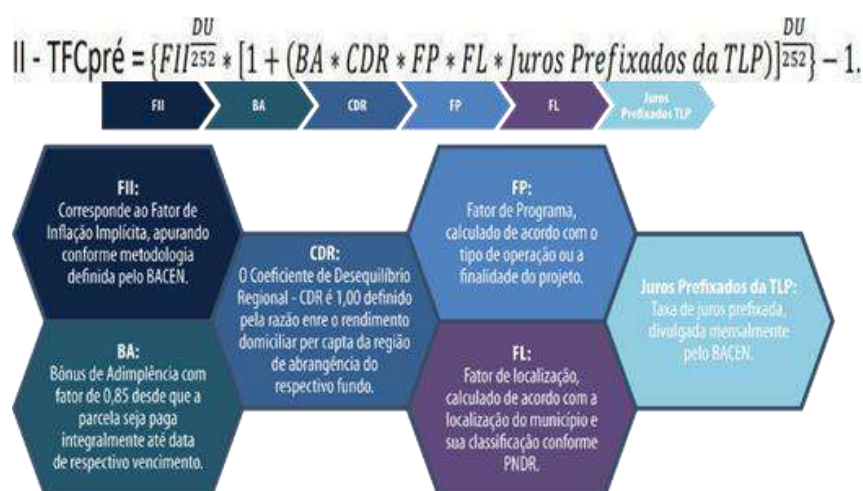 II - TFCpré = {FII^(DU/252) * [1 + (BA * CDR * FP * FL * Juros Prefixados da TLP)]^(DU/252)} − 1.
FII
BA
CDR
FP
FL
Juros
Prefixados TLP
FII:
Corresponde ao Fator de
Inflação Implícita, apurando
conforme metodologia
definida pelo BACEN.
BA:
Bônus de Adimplência com
fator de 0,85 desde que a
parcela seja paga
integralmente até data
de respectivo vencimento.
CDR:
O Coeficiente de Desequilíbrio
Regional - CDR é 1,00 definido
pela razão enre o rendimento
domiciliar per capta da região
de abrangência do
respectivo fundo.
FP:
Fator de Programa,
calculado de acordo com o
tipo de operação ou a
finalidade do projeto.
FL:
Fator de localização,
calculado de acordo com a
localização do município e
sua classificação conforme
PNDR.
Juros Prefixados da TLP:
Taxa de juros prefixada,
divulgada mensalmente
pelo BACEN.